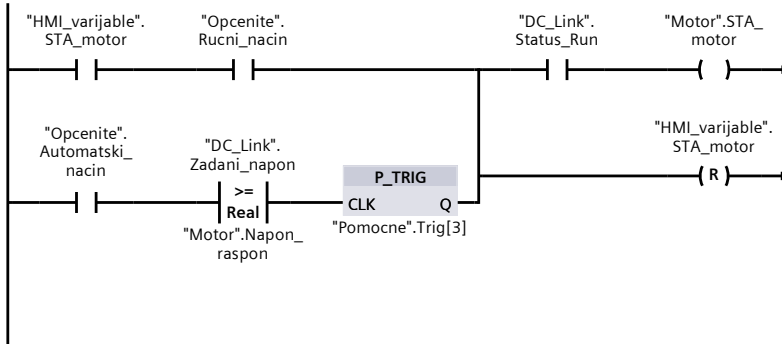 "HMI_varijable".
STA_motor
"Opcenite".
Rucni_nacin
"DC_Link".
Status_Run
"Motor".STA_
motor
"HMI_varijable".
STA_motor
R
"Opcenite".
Automatski_
nacin
"DC_Link".
Zadani_napon
>=
Real
"Motor".Napon_
raspon
P_TRIG
CLK Q
"Pomocne".Trig[3]